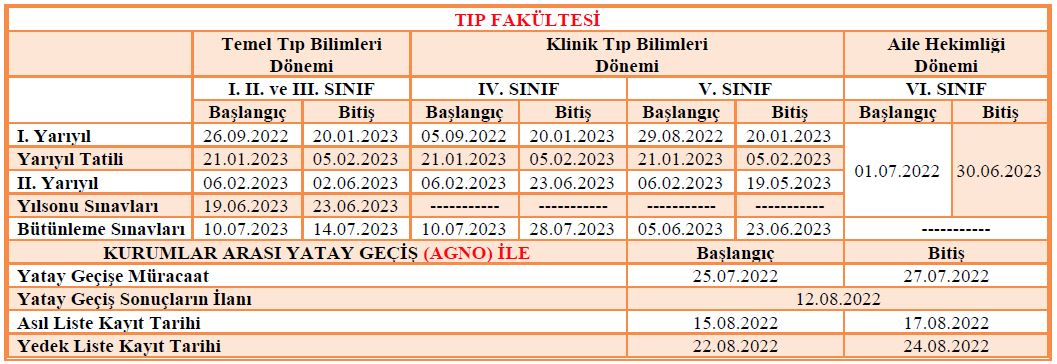 TIP FAKÜLTESİ
Temel Tıp Bilimleri Dönemi Klinik Tıp Bilimleri Dönemi Aile Hekimliği Dönemi
I. II. ve III. SINIF IV. SINIF V. SINIF VI. SINIF
Başlangıç Bitiş Başlangıç Bitiş Başlangıç Bitiş Başlangıç Bitiş
I. Yarıyıl 26.09.2022 20.01.2023 05.09.2022 20.01.2023 29.08.2022 20.01.2023 01.07.2022 30.06.2023
Yarıyıl Tatili 21.01.2023 05.02.2023 21.01.2023 05.02.2023 21.01.2023 05.02.2023
II. Yarıyıl 06.02.2023 02.06.2023 06.02.2023 23.06.2023 06.02.2023 19.05.2023
Yılsonu Sınavları 19.06.2023 23.06.2023 ----------- ----------- ----------- -----------
Bütünleme Sınavları 10.07.2023 14.07.2023 10.07.2023 28.07.2023 05.06.2023 23.06.2023 -----------
KURUMLAR ARASI YATAY GEÇİŞ (AGNO) İLE Başlangıç Bitiş
Yatay Geçişe Müracaat 25.07.2022 27.07.2022
Yatay Geçiş Sonuçların İlanı 12.08.2022
Asıl Liste Kayıt Tarihi 15.08.2022 17.08.2022
Yedek Liste Kayıt Tarihi 22.08.2022 24.08.2022